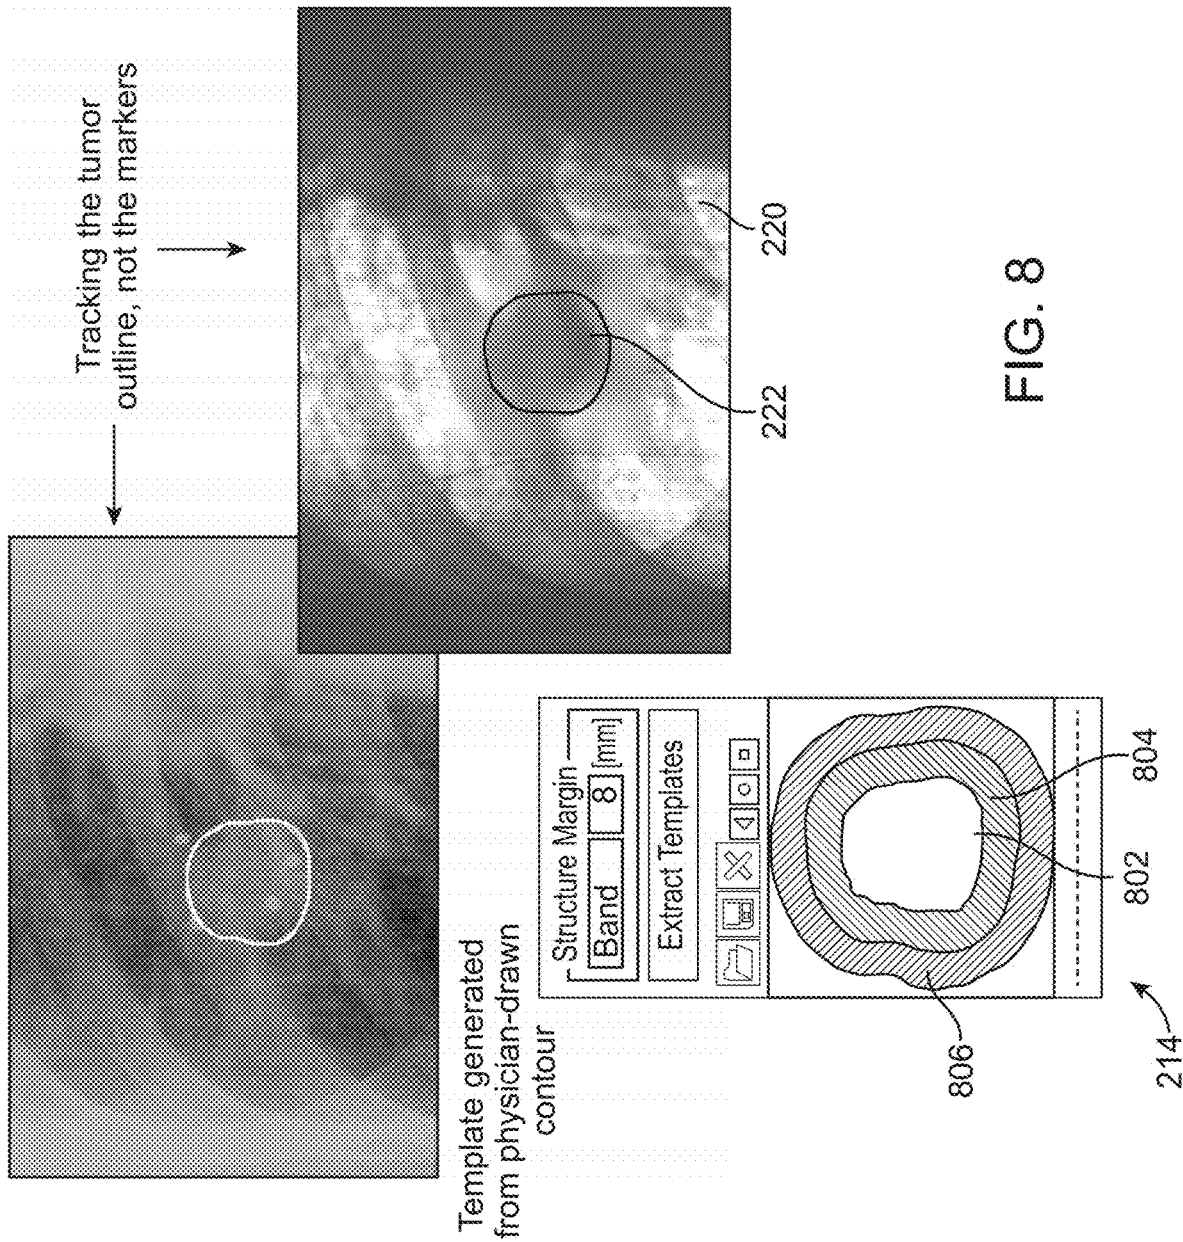 Tracking the tumor
outline, not the markers
220
222
Template generated
from physician-drawn
contour
Structure Margin
Band 8 [mm]
Extract Templates
806
802
804
214
FIG. 8